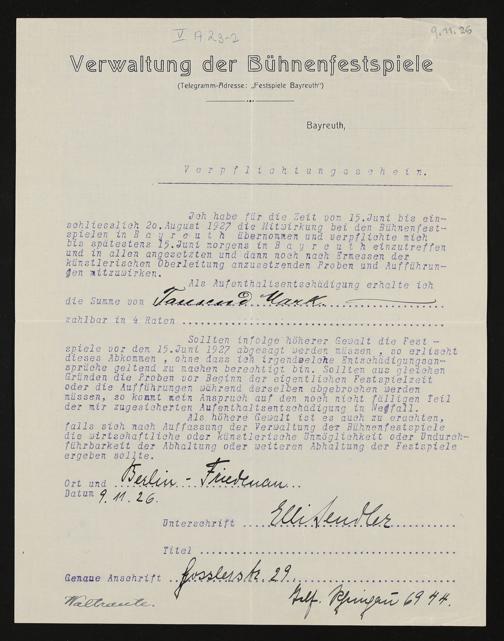 V A 23-2
9.11.26
Verwaltung der Bühnenfestspiele
(Telegramm-Adresse: „Festspiele Bayreuth")
Bayreuth,
Verpflichtungsschein.
Ich habe für die Zeit vom 15.Juni bis ein-
schliesslich 20.August 1927 die Mitwirkung bei den Bühnenfest-
spielen in Bayreuth übernommen und verpflichte mich
bis spätestens 15.Juni morgens in Bayreuth einzutreffen
und in allen angesetzten und dann noch nach Ermessen der
künstlerischen Oberleitung anzusetzenden Proben und Aufführun-
gen mitzuwirken.
Als Aufenthaltsentschädigung erhalte ich
die Summe von Tausend Mark.
zahlbar in 4 Raten
Sollten infolge höherer Gewalt die Fest -
spiele vor dem 15.Juni 1927 abgesagt werden müssen , so erlischt
dieses Abkommen , ohne dass ich irgendwelche Entschädigungsan-
sprüche geltend zu machen berechtigt bin. Sollten aus gleichen
Gründen die Proben vor Beginn der eigentlichen Festspielzeit
oder die Aufführungen während derselben abgebrochen werden
müssen, so kommt mein Anspruch auf den noch nicht fälligen Teil
der mir zugesicherten Aufenthaltsentschädigung in Wegfall.
Als höhere Gewalt ist es auch zu erachten,
falls sich nach Auffassung der Verwaltung der Bühnenfestspiele
die wirtschaftliche oder künstlerische Unmöglichkeit oder Undurch-
führbarkeit der Abhaltung oder weiteren Abhaltung der Festspiele
ergeben sollte.
Ort und Berlin - Friedenau
Datum 9.11.26.
Unterschrift Elli Sendler
Titel
Genaue Anschrift Gosslerstr. 29.
Waltraute. 6944.